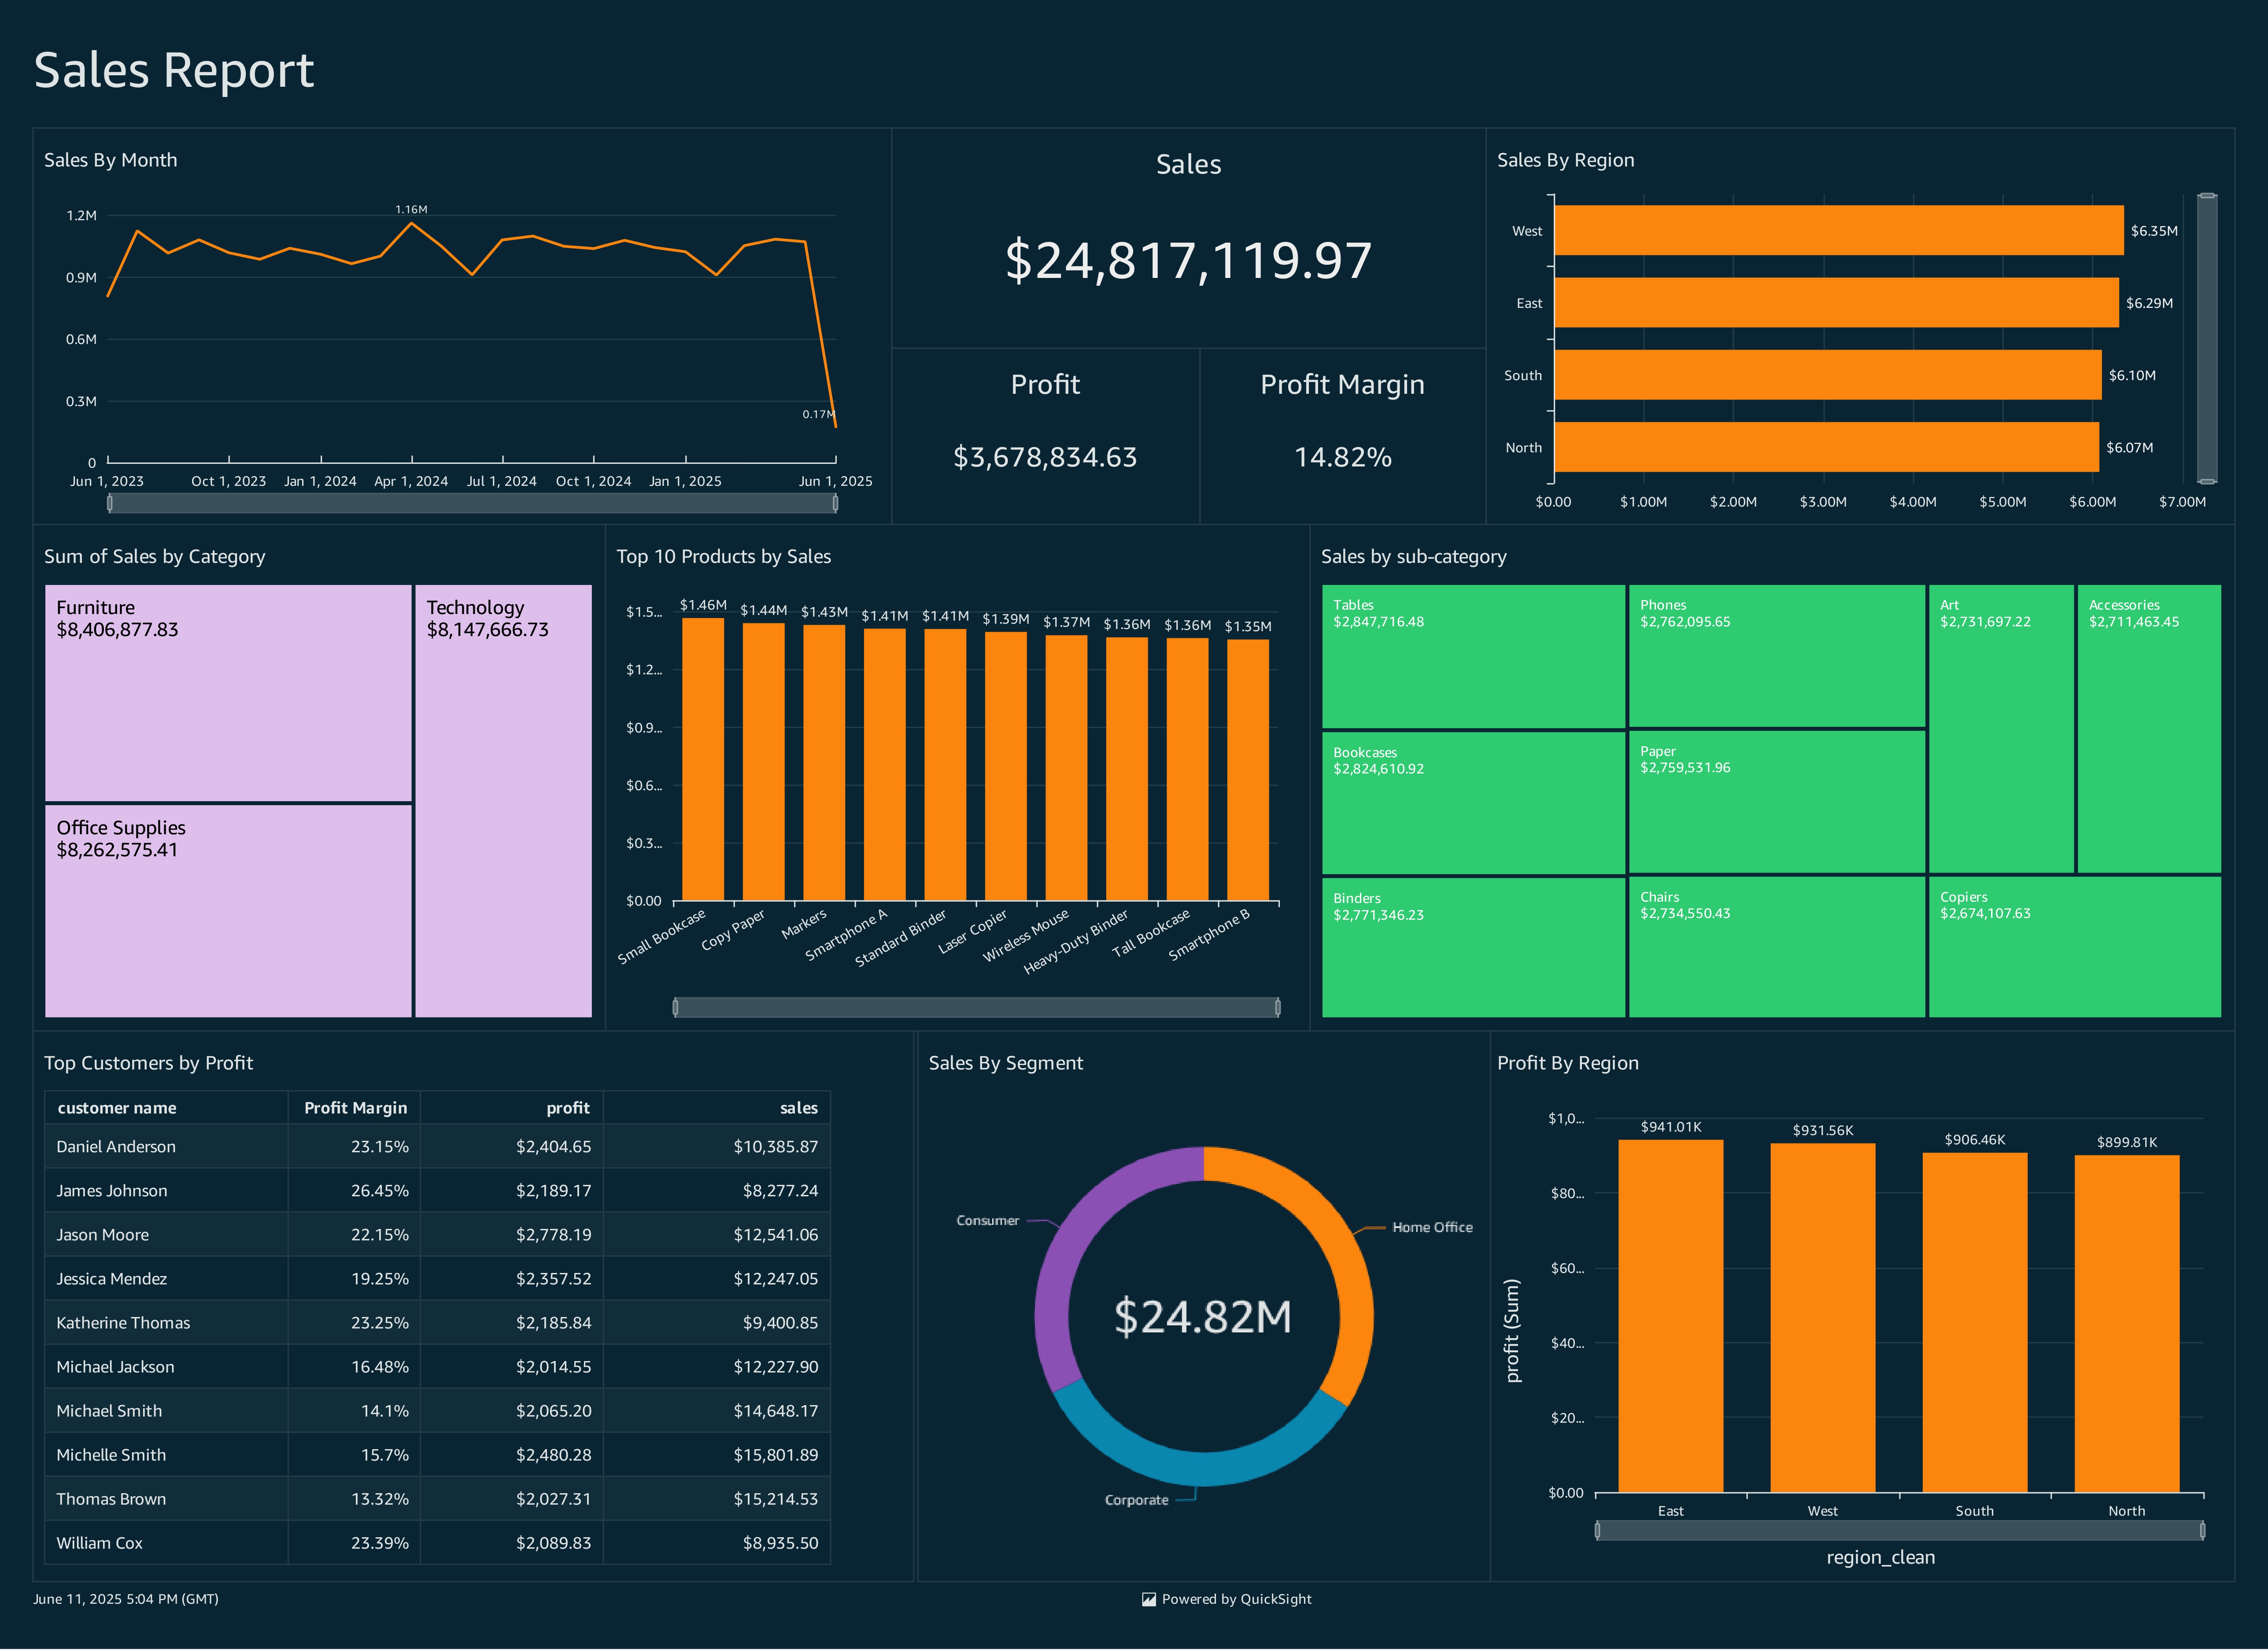 Sales Report
Sales By Month
1.2M
0.9M
0.6M
0.3M
0
1.16M
0.17M
Jun 1, 2023 Oct 1, 2023 Jan 1, 2024 Apr 1, 2024 Jul 1, 2024 Oct 1, 2024 Jan 1, 2025 Jun 1, 2025
Sales
$24,817,119.97
Profit
$3,678,834.63
Profit Margin
14.82%
Sales By Region
West $6.35M
East $6.29M
South $6.10M
North $6.07M
$0.00 $1.00M $2.00M $3.00M $4.00M $5.00M $6.00M $7.00M
Sum of Sales by Category
Furniture
$8,406,877.83
Technology
$8,147,666.73
Office Supplies
$8,262,575.41
Top 10 Products by Sales
$1.5...
$1.2...
$0.9...
$0.6...
$0.3...
$0.00
$1.46M $1.44M $1.43M $1.41M $1.41M $1.39M $1.37M $1.36M $1.36M $1.35M
Small Bookcase
Copy Paper
Markers
Smartphone A
Standard Binder
Laser Copier
Wireless Mouse
Heavy-Duty Binder
Tall Bookcase
Smartphone B
Sales by sub-category
Tables
$2,847,716.48
Phones
$2,762,095.65
Art
$2,731,697.22
Accessories
$2,711,463.45
Bookcases
$2,824,610.92
Paper
$2,759,531.96
Binders
$2,771,346.23
Chairs
$2,734,550.43
Copiers
$2,674,107.63
Top Customers by Profit
customer name Profit Margin profit sales
Daniel Anderson 23.15% $2,404.65 $10,385.87
James Johnson 26.45% $2,189.17 $8,277.24
Jason Moore 22.15% $2,778.19 $12,541.06
Jessica Mendez 19.25% $2,357.52 $12,247.05
Katherine Thomas 23.25% $2,185.84 $9,400.85
Michael Jackson 16.48% $2,014.55 $12,227.90
Michael Smith 14.1% $2,065.20 $14,648.17
Michelle Smith 15.7% $2,480.28 $15,801.89
Thomas Brown 13.32% $2,027.31 $15,214.53
William Cox 23.39% $2,089.83 $8,935.50
Sales By Segment
Consumer
Home Office
$24.82M
Corporate
Profit By Region
profit (Sum)
$1,0...
$80...
$60...
$40...
$20...
$0.00
$941.01K $931.56K $906.46K $899.81K
East West South North
region_clean
June 11, 2025 5:04 PM (GMT)
Powered by QuickSight